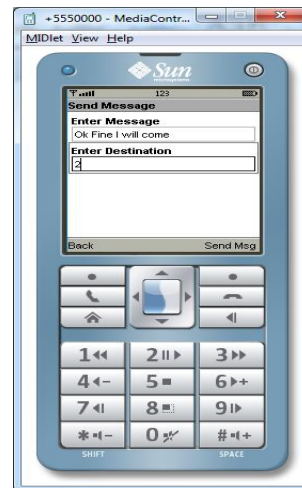 +5550000 - MediaContr...
MIDlet View Help
Sun
123
Send Message
Enter Message
Ok Fine I will come
Enter Destination
2
Back Send Msg
1 2 3
4 - 5 6 +
7 8 9
* - 0 # +
SHIFT SPACE